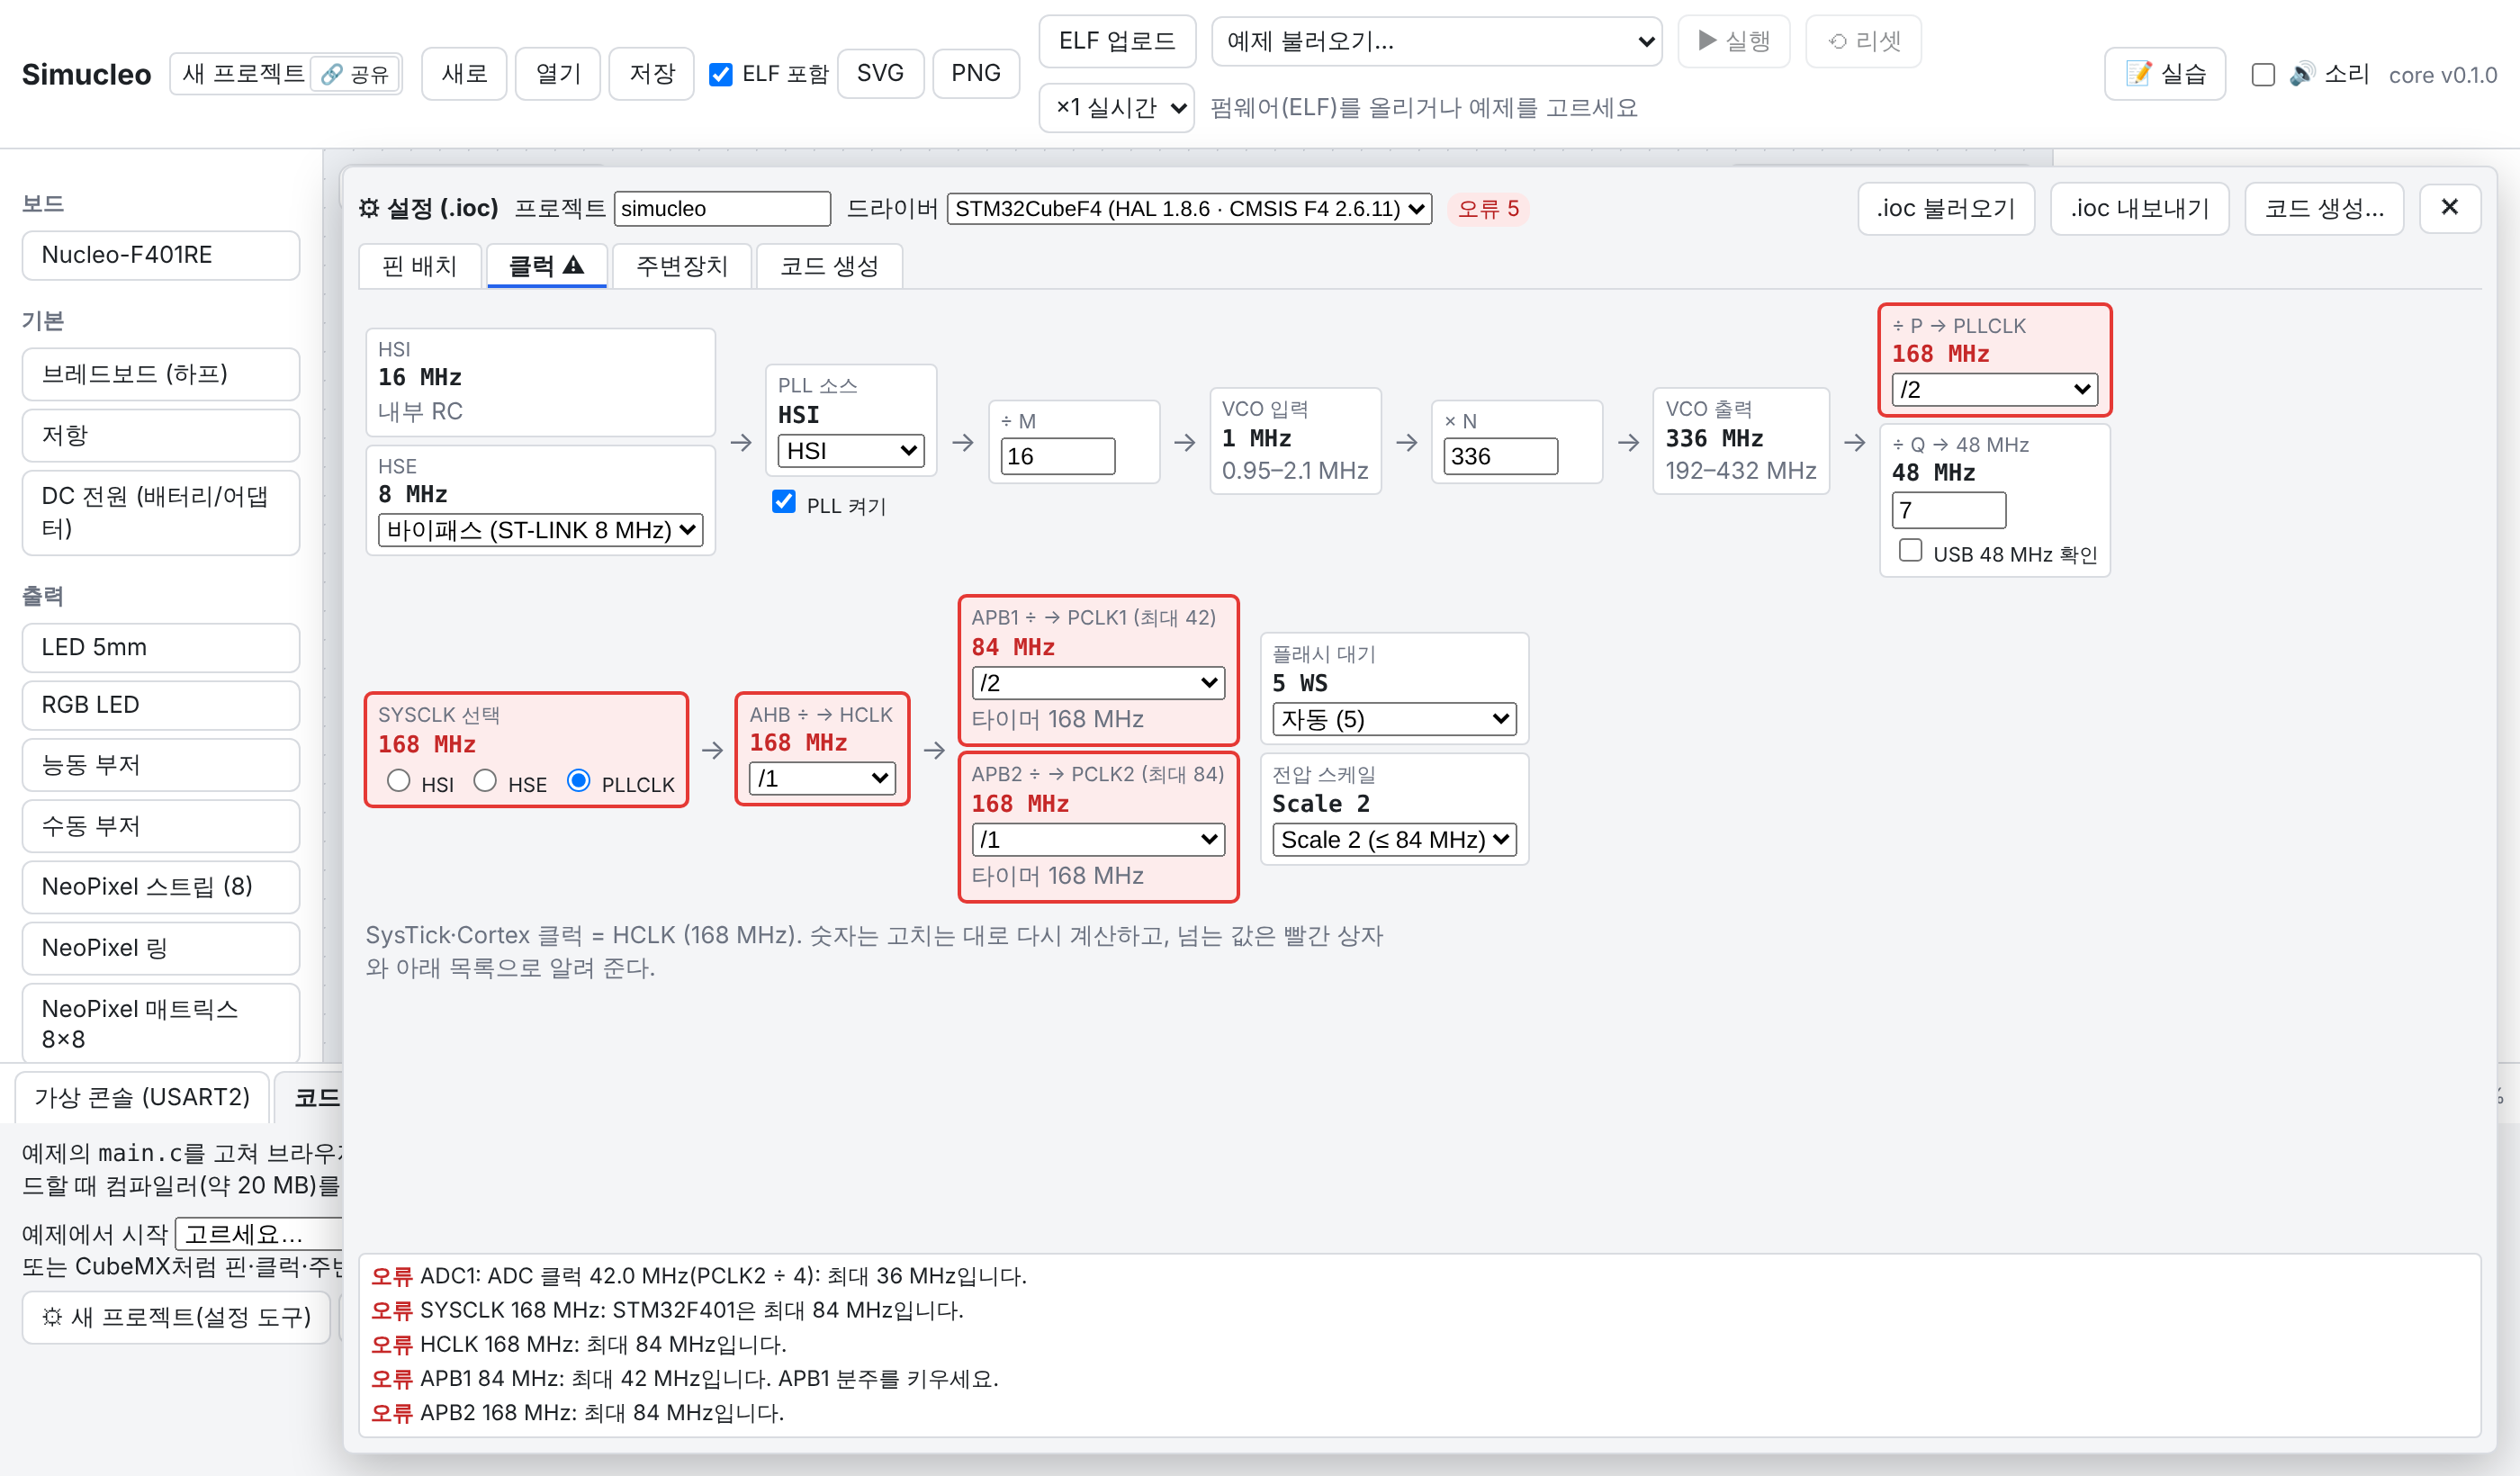 Simucleo
새 프로젝트 🔗 공유
새로
열기
저장
ELF 포함
SVG
PNG
ELF 업로드
예제 불러오기...
▶ 실행
⟲ 리셋
×1 실시간
펌웨어(ELF)를 올리거나 예제를 고르세요
📝 실습
🔊 소리
core v0.1.0
보드
Nucleo-F401RE
기본
브레드보드 (하프)
저항
DC 전원 (배터리/어댑
터)
출력
LED 5mm
RGB LED
능동 부저
수동 부저
NeoPixel 스트립 (8)
NeoPixel 링
NeoPixel 매트릭스
8×8
⚙ 설정 (.ioc)
프로젝트 simucleo
드라이버 STM32CubeF4 (HAL 1.8.6 · CMSIS F4 2.6.11)
오류 5
.ioc 불러오기
.ioc 내보내기
코드 생성...
✕
핀 배치
클럭 ⚠
주변장치
코드 생성
HSI
16 MHz
내부 RC
HSE
8 MHz
바이패스 (ST-LINK 8 MHz)
→
PLL 소스
HSI
HSI
PLL 켜기
→
÷ M
16
→
VCO 입력
1 MHz
0.95–2.1 MHz
→
× N
336
→
VCO 출력
336 MHz
192–432 MHz
→
÷ P → PLLCLK
168 MHz
/2
÷ Q → 48 MHz
48 MHz
7
USB 48 MHz 확인
SYSCLK 선택
168 MHz
HSI HSE PLLCLK
→
AHB ÷ → HCLK
168 MHz
/1
→
APB1 ÷ → PCLK1 (최대 42)
84 MHz
/2
타이머 168 MHz
APB2 ÷ → PCLK2 (최대 84)
168 MHz
/1
타이머 168 MHz
플래시 대기
5 WS
자동 (5)
전압 스케일
Scale 2
Scale 2 (≤ 84 MHz)
SysTick·Cortex 클럭 = HCLK (168 MHz). 숫자는 고치는 대로 다시 계산하고, 넘는 값은 빨간 상자
와 아래 목록으로 알려 준다.
오류 ADC1: ADC 클럭 42.0 MHz(PCLK2 ÷ 4): 최대 36 MHz입니다.
오류 SYSCLK 168 MHz: STM32F401은 최대 84 MHz입니다.
오류 HCLK 168 MHz: 최대 84 MHz입니다.
오류 APB1 84 MHz: 최대 42 MHz입니다. APB1 분주를 키우세요.
오류 APB2 168 MHz: 최대 84 MHz입니다.
가상 콘솔 (USART2)
코드
예제의 main.c를 고쳐 브라우
드할 때 컴파일러(약 20 MB)를
예제에서 시작 고르세요...
또는 CubeMX처럼 핀·클럭·주
⚙ 새 프로젝트(설정 도구)